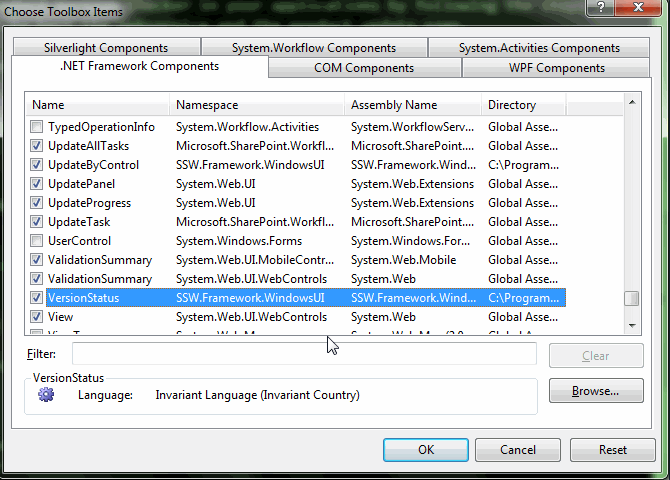 Choose Toolbox Items
Silverlight Components System.Workflow Components System.Activities Components
.NET Framework Components COM Components WPF Components
Name Namespace Assembly Name Directory
TypedOperationInfo System.Workflow.Activities System.WorkflowServ... Global Asse...
UpdateAllTasks Microsoft.SharePoint.Workfl... Microsoft.SharePoint.... Global Asse...
UpdateByControl SSW.Framework.WindowsUI SSW.Framework.Wind... C:\Program...
UpdatePanel System.Web.UI System.Web.Extensions Global Asse...
UpdateProgress System.Web.UI System.Web.Extensions Global Asse...
UpdateTask Microsoft.SharePoint.Workfl... Microsoft.SharePoint.... Global Asse...
UserControl System.Windows.Forms System.Windows.For... Global Asse...
ValidationSummary System.Web.UI.MobileContr... System.Web.Mobile Global Asse...
ValidationSummary System.Web.UI.WebControls System.Web Global Asse...
VersionStatus SSW.Framework.WindowsUI SSW.Framework.Wind... C:\Program...
View System.Web.UI.WebControls System.Web Global Asse...
Filter: Clear
VersionStatus
Language: Invariant Language (Invariant Country) Browse...
OK Cancel Reset